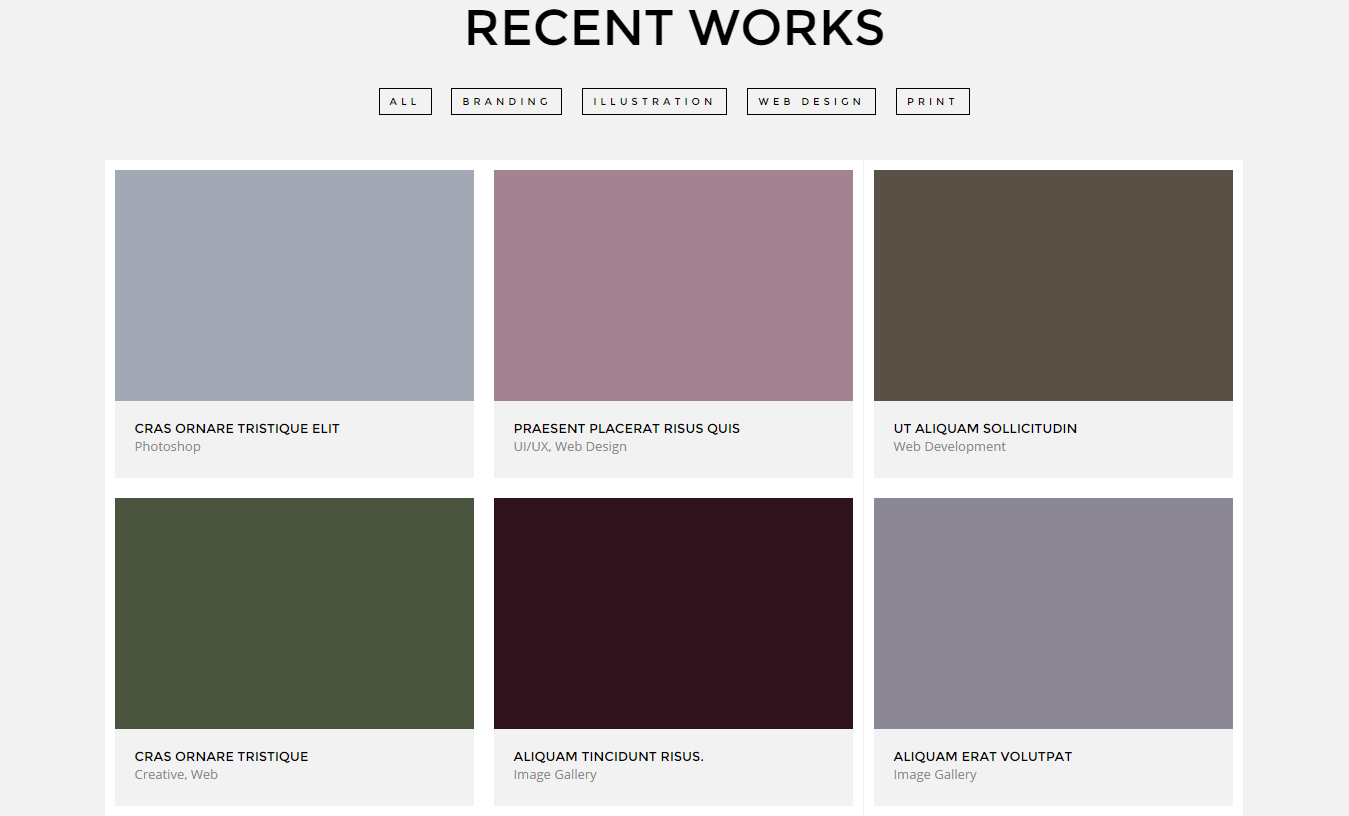 RECENT WORKS
ALL BRANDING ILLUSTRATION WEB DESIGN PRINT
CRAS ORNARE TRISTIQUE ELIT
Photoshop
PRAESENT PLACERAT RISUS QUIS
UI/UX, Web Design
UT ALIQUAM SOLLICITUDIN
Web Development
CRAS ORNARE TRISTIQUE
Creative, Web
ALIQUAM TINCIDUNT RISUS.
Image Gallery
ALIQUAM ERAT VOLUTPAT
Image Gallery